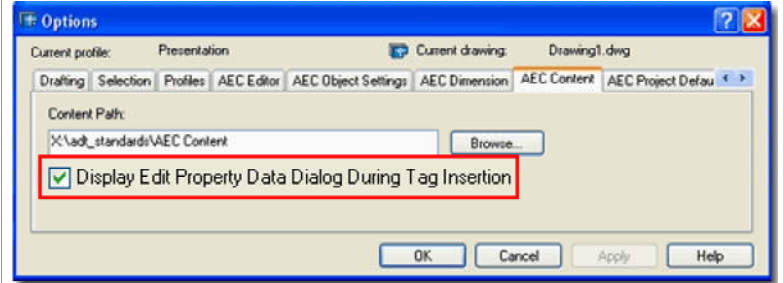 Options
Current profile: Presentation Current drawing: Drawing1.dwg
Drafting Selection Profiles AEC Editor AEC Object Settings AEC Dimension AEC Content AEC Project Defau
Content Path:
X:\adt_standards\AEC Content Browse...
Display Edit Property Data Dialog During Tag Insertion
OK Cancel Apply Help